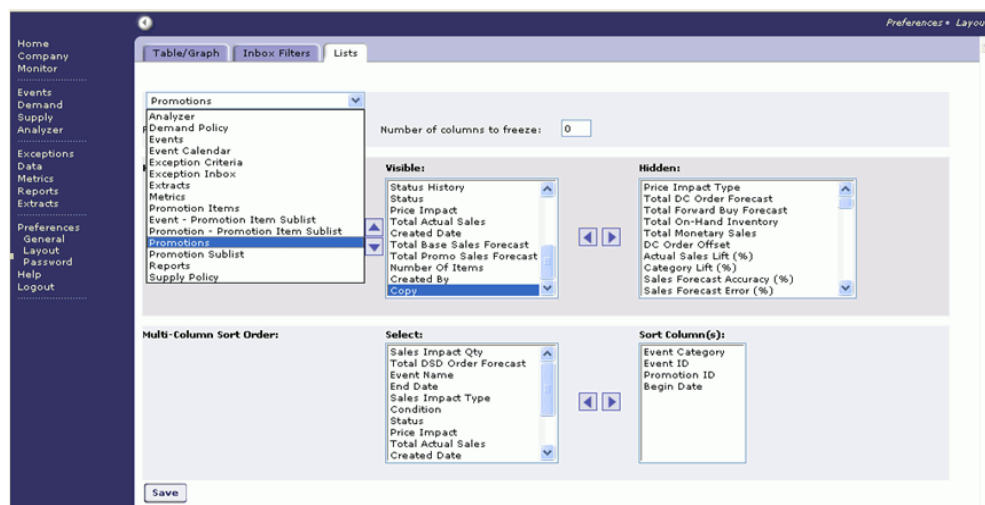 Preferences • Layou
Home
Company
Monitor
Events
Demand
Supply
Analyzer
Exceptions
Data
Metrics
Reports
Extracts
Preferences
General
Layout
Password
Help
Logout
Table/Graph Inbox Filters Lists
Promotions
Analyzer
Demand Policy
Events
Event Calendar
Exception Criteria
Exception Inbox
Extracts
Metrics
Promotion Items
Event - Promotion Item Sublist
Promotion - Promotion Item Sublist
Promotions
Promotion Sublist
Reports
Supply Policy
Number of columns to freeze: 0
Visible:
Status History
Status
Price Impact
Total Actual Sales
Created Date
Total Base Sales Forecast
Total Promo Sales Forecast
Number Of Items
Created By
Copy
Hidden:
Price Impact Type
Total DC Order Forecast
Total Forward Buy Forecast
Total On-Hand Inventory
Total Monetary Sales
DC Order Offset
Actual Sales Lift (%)
Category Lift (%)
Sales Forecast Accuracy (%)
Sales Forecast Error (%)
Multi-Column Sort Order:
Select:
Sales Impact Qty
Total DSD Order Forecast
Event Name
End Date
Sales Impact Type
Condition
Status
Price Impact
Total Actual Sales
Created Date
Sort Column(s):
Event Category
Event ID
Promotion ID
Begin Date
Save